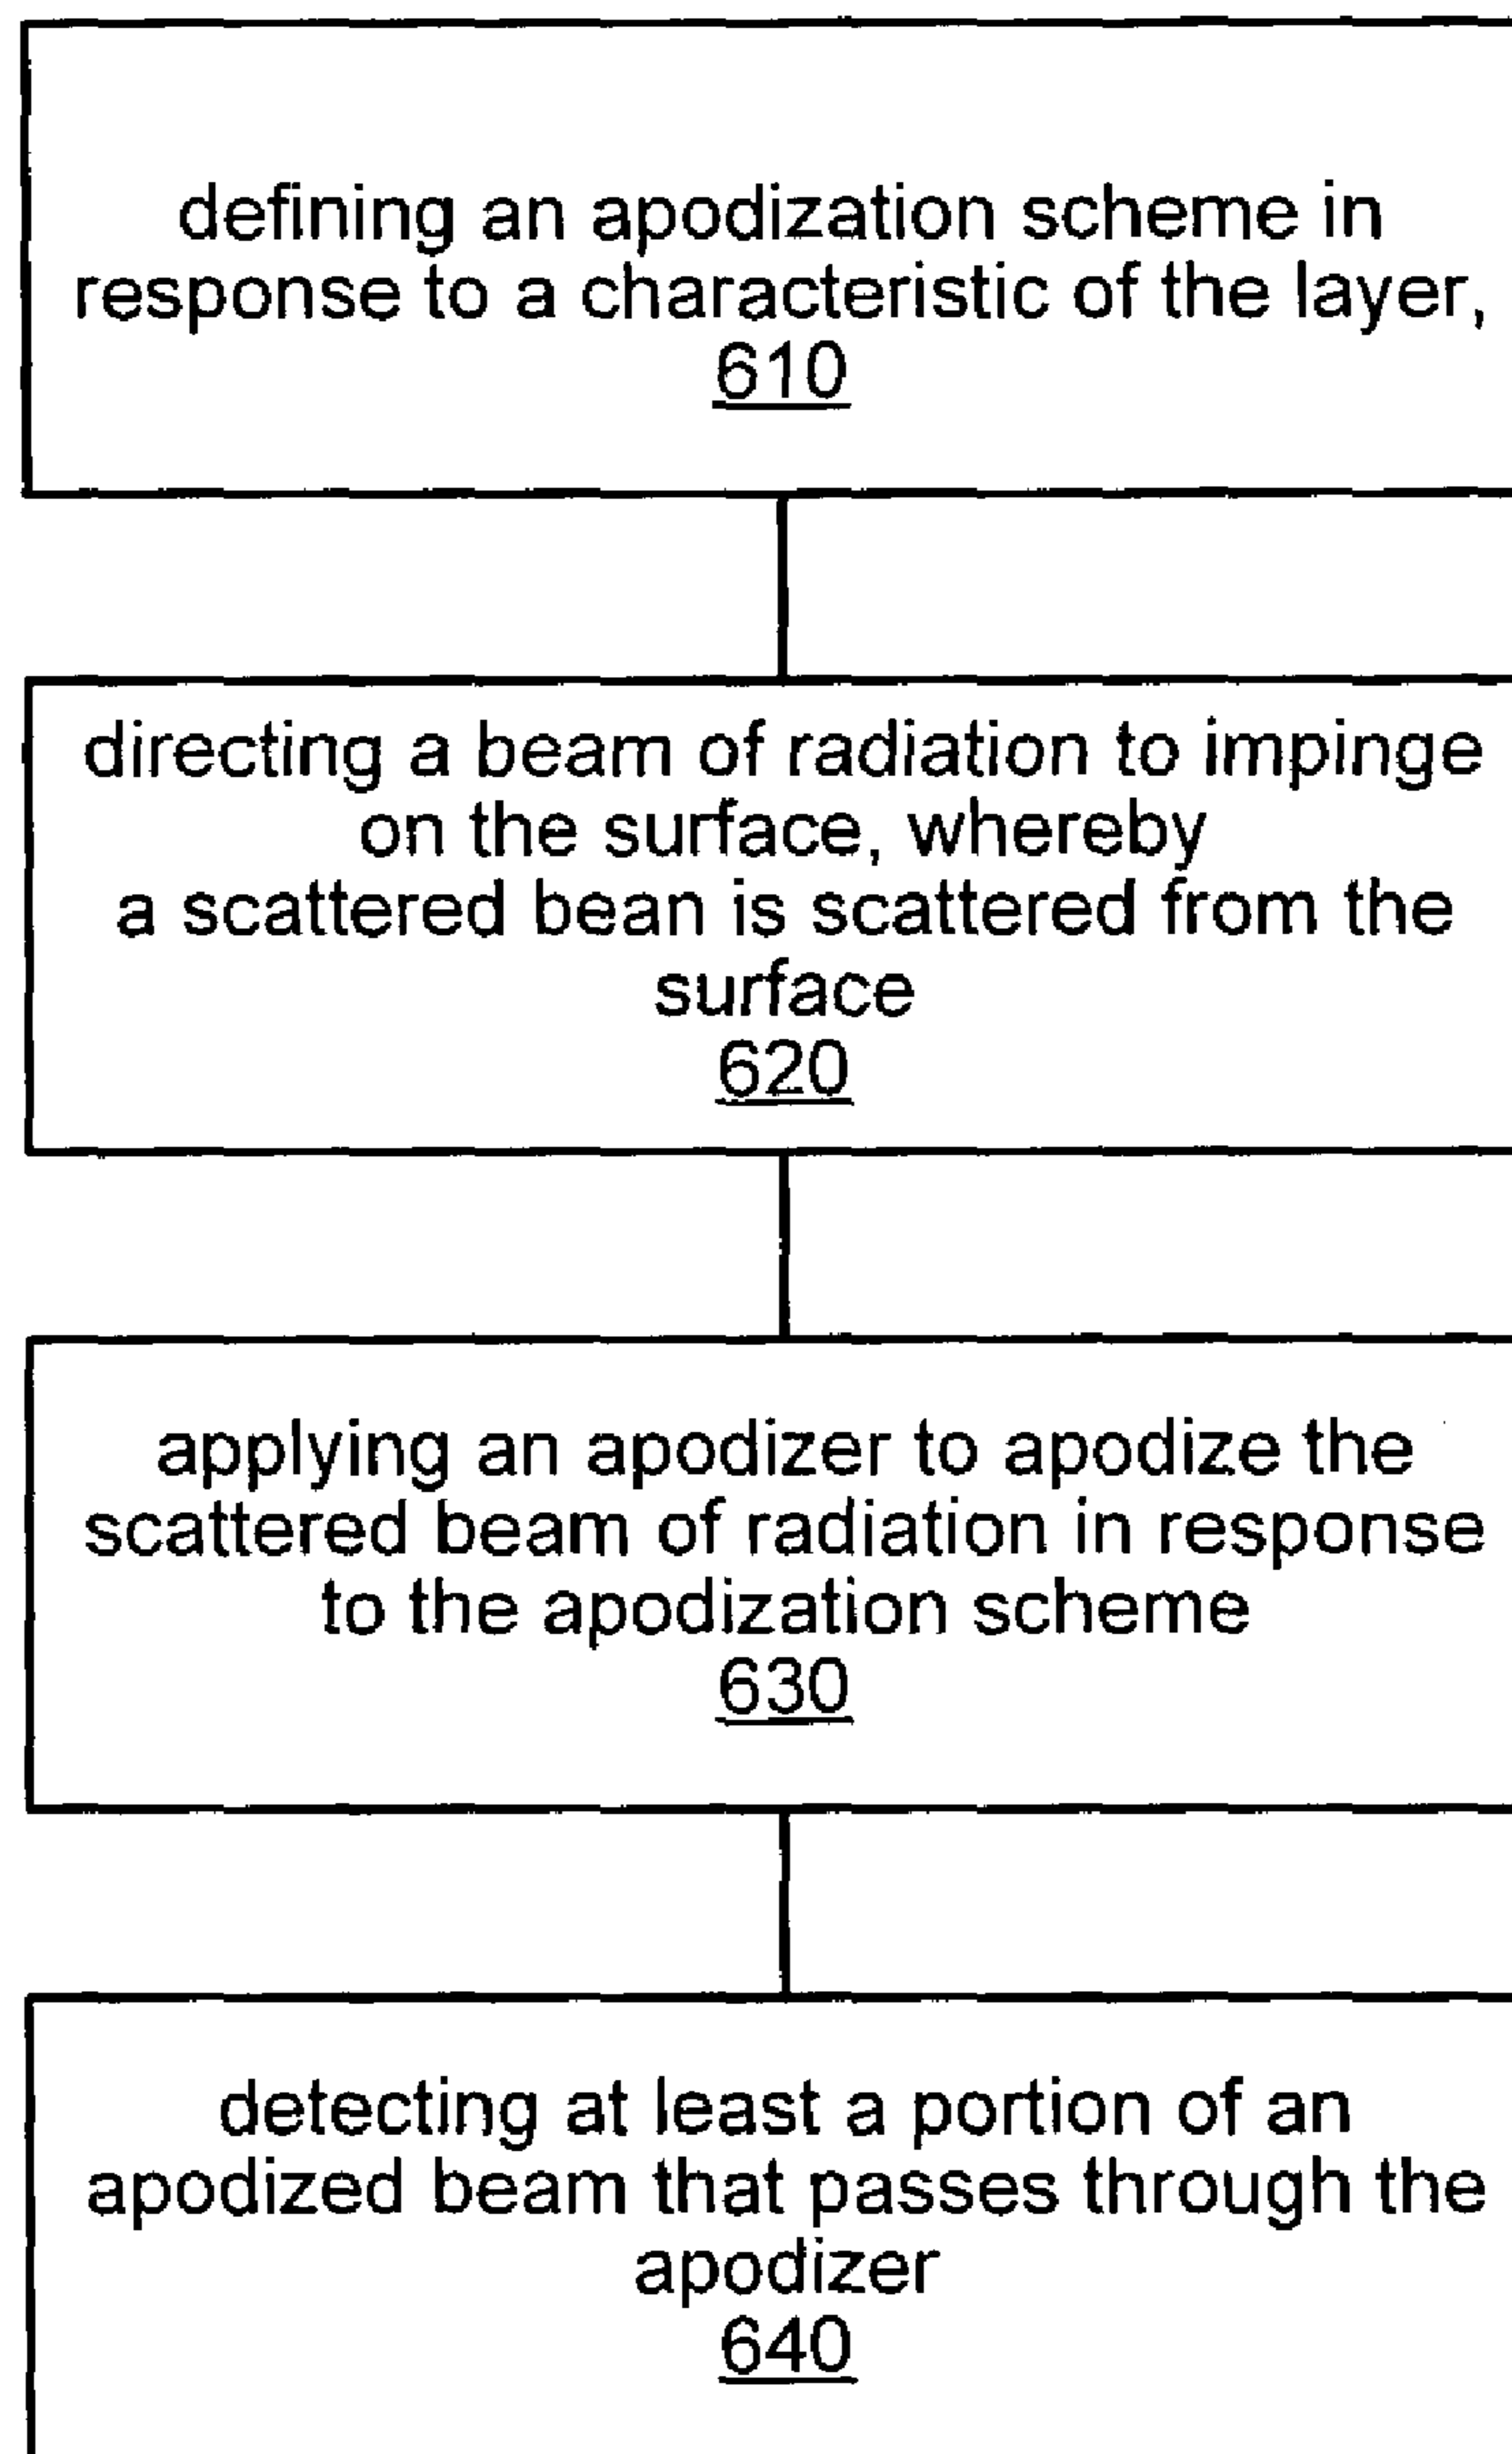 defining an apodization scheme in
response to a characteristic of the layer,
610
directing a beam of radiation to impinge
on the surface, whereby
a scattered bean is scattered from the
surface
620
applying an apodizer to apodize the
scattered beam of radiation in response
to the apodization scheme
630
detecting at least a portion of an
apodized beam that passes through the
apodizer
640